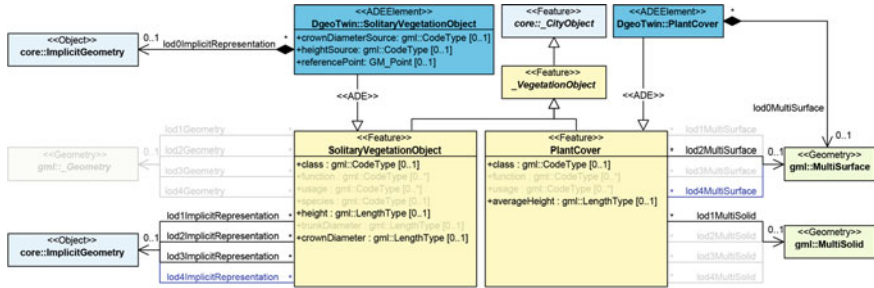 <<ADEElement>>
DgeoTwin::SolitaryVegetationObject
+crownDiameterSource: gml::CodeType [0..1]
+heightSource: gml::CodeType [0..1]
+referencePoint: GM_Point [0..1]
<<Feature>>
core::_CityObject
<<ADEElement>>
DgeoTwin::PlantCover
*
<<Object>>
core::ImplicitGeometry
0..1
lod0ImplicitRepresentation
*
<<Feature>>
_VegetationObject
<<ADE>>
<<ADE>>
lod0MultiSurface
0..1
<<Geometry>>
gml::_Geometry
0..1
lod1Geometry *
lod2Geometry *
lod3Geometry *
lod4Geometry *
<<Feature>>
SolitaryVegetationObject
+class : gml::CodeType [0..1]
+function : gml::CodeType [0..*]
+usage : gml::CodeType [0..*]
+species : gml::CodeType [0..1]
+height : gml::LengthType [0..1]
+trunkDiameter : gml::LengthType [0..1]
+crownDiameter : gml::LengthType [0..1]
<<Feature>>
PlantCover
+class : gml::CodeType [0..1]
+function : gml::CodeType [0..*]
+usage : gml::CodeType [0..*]
+averageHeight : gml::LengthType [0..1]
* lod1MultiSurface
* lod2MultiSurface
* lod3MultiSurface
* lod4MultiSurface
0..1
<<Geometry>>
gml::MultiSurface
<<Object>>
core::ImplicitGeometry
0..1
lod1ImplicitRepresentation *
lod2ImplicitRepresentation *
lod3ImplicitRepresentation *
lod4ImplicitRepresentation *
* lod1MultiSolid
* lod2MultiSolid
* lod3MultiSolid
* lod4MultiSolid
0..1
<<Geometry>>
gml::MultiSolid